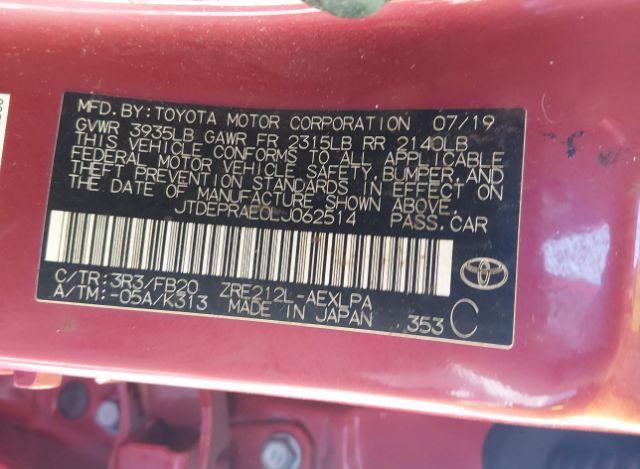 MFD. BY: TOYOTA MOTOR CORPORATION 07/19
GVWR 3935LB GAWR FR 2315LB RR 2140LB
THIS VEHICLE CONFORMS TO ALL APPLICABLE
FEDERAL MOTOR VEHICLE SAFETY, BUMPER, AND
THEFT PREVENTION STANDARDS IN EFFECT ON
THE DATE OF MANUFACTURE SHOWN ABOVE.
JTDEPRAE0LJ062514 PASS. CAR
C/TR: 3R3/FB20 ZRE212L-AEXLPA
A/TM: -05A/K313 MADE IN JAPAN 353 C